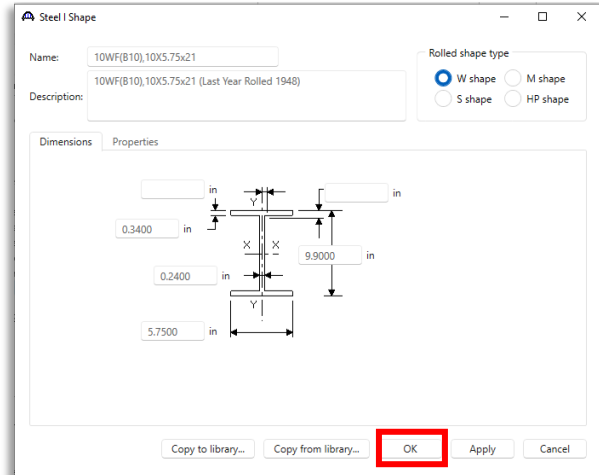 Steel I Shape
Name: 10WF(B10),10X5.75x21
Description: 10WF(B10),10X5.75x21 (Last Year Rolled 1948)
Rolled shape type
W shape M shape
S shape HP shape
Dimensions Properties
in in
Y
0.3400 in
X X
9.9000 in
0.2400 in
Y
5.7500 in
Copy to library... Copy from library... OK Apply Cancel